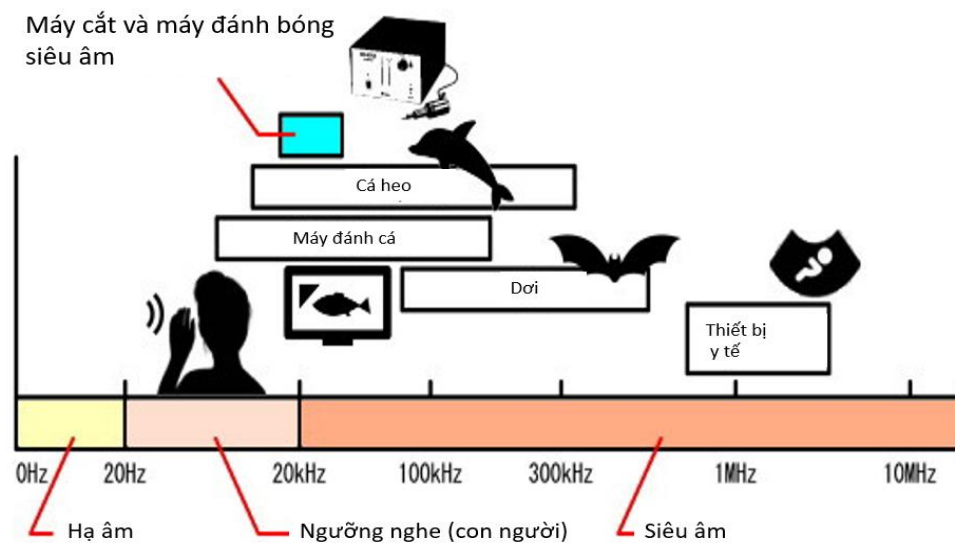 Máy cắt và máy đánh bóng
siêu âm
Cá heo
Máy đánh cá
Dơi
Thiết bị
y tế
0Hz 20Hz 20kHz 100kHz 300kHz 1MHz 10MHz
Hạ âm Ngưỡng nghe (con người) Siêu âm